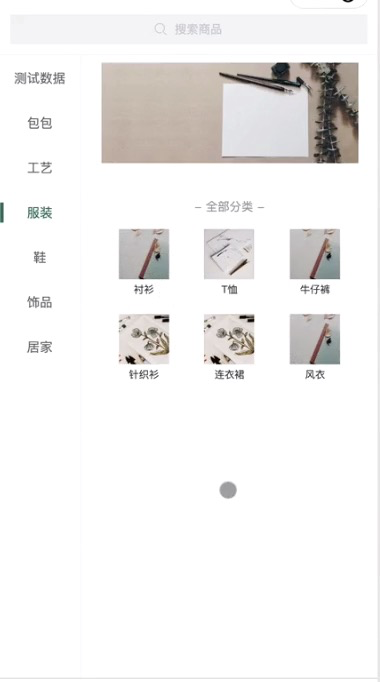 搜索商品
测试数据
包包
工艺
服装
鞋
饰品
居家
– 全部分类 –
衬衫
T恤
牛仔裤
针织衫
连衣裙
风衣